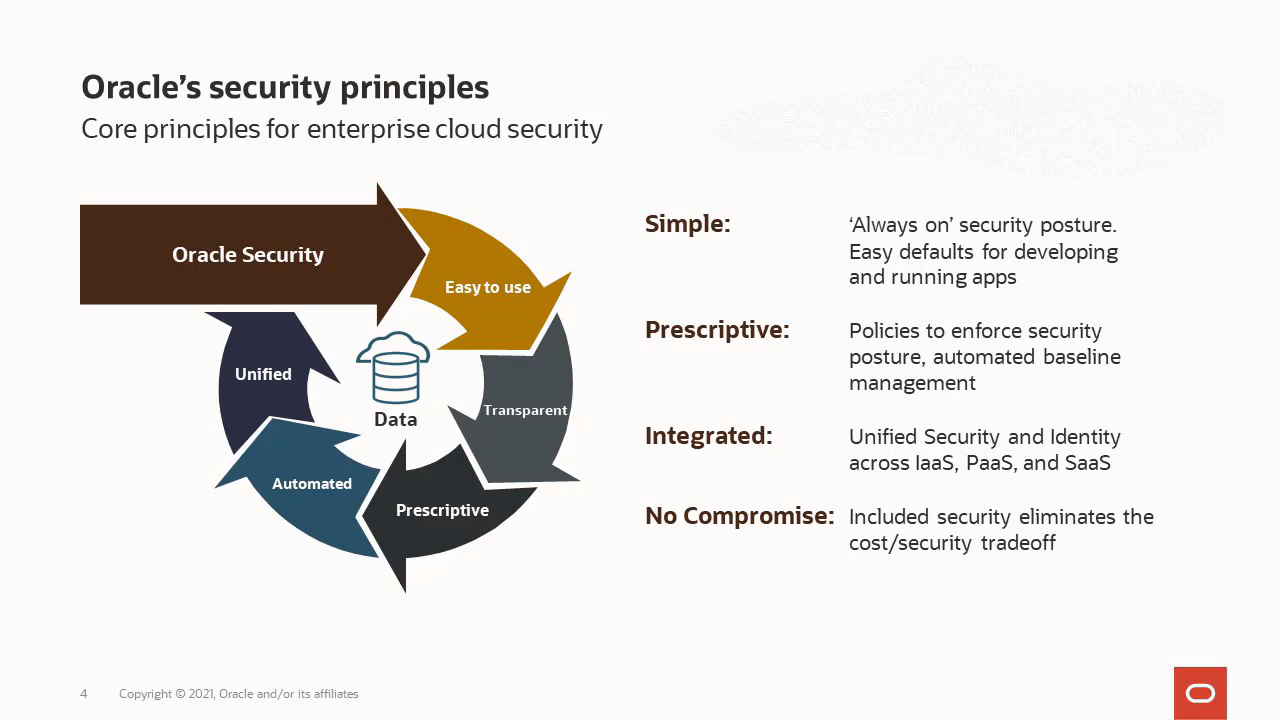 Oracle’s security principles
Core principles for enterprise cloud security
Oracle Security
Easy to use
Transparent
Prescriptive
Automated
Unified
Data
Simple:
‘Always on’ security posture.
Easy defaults for developing
and running apps
Prescriptive:
Policies to enforce security
posture, automated baseline
management
Integrated:
Unified Security and Identity
across IaaS, PaaS, and SaaS
No Compromise:
Included security eliminates the
cost/security tradeoff
4
Copyright © 2021, Oracle and/or its affiliates